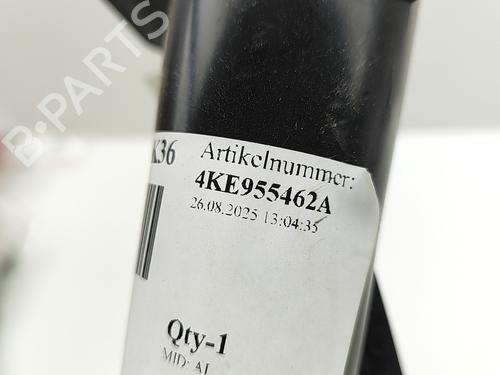 B-PARTS
K36
Artikelnummer:
4KE955462A
26.08.2025 13:04:35
Qty-1
MID: AL